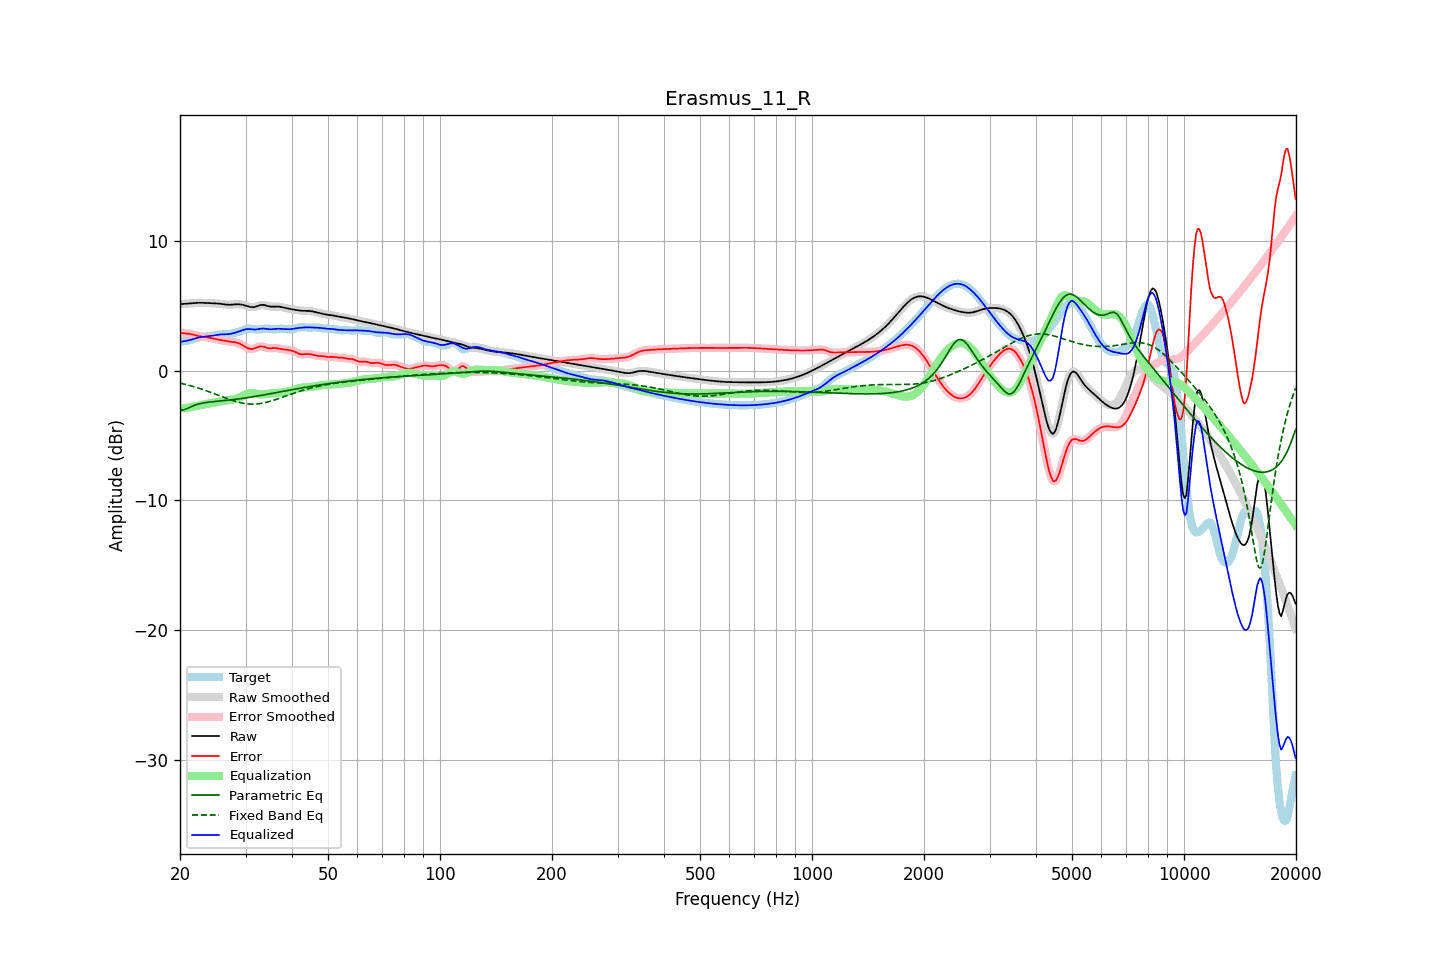 Erasmus_11_R
10
0
−10
−20
−30
Amplitude (dBr)
Target
Raw Smoothed
Error Smoothed
Raw
Error
Equalization
Parametric Eq
Fixed Band Eq
Equalized
20 50 100 200 500 1000 2000 5000 10000 20000
Frequency (Hz)